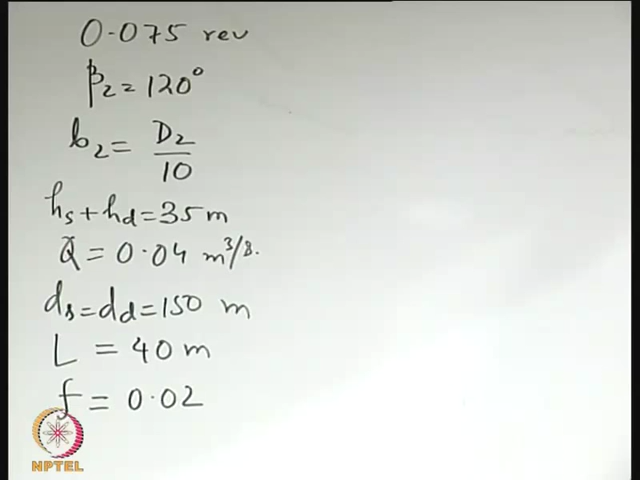 0.075 rev
β₂ = 120°
b₂ = D₂/10
hs + hd = 35 m
Q = 0.04 m³/s.
ds = dd = 150 m
L = 40 m
f = 0.02
NPTEL